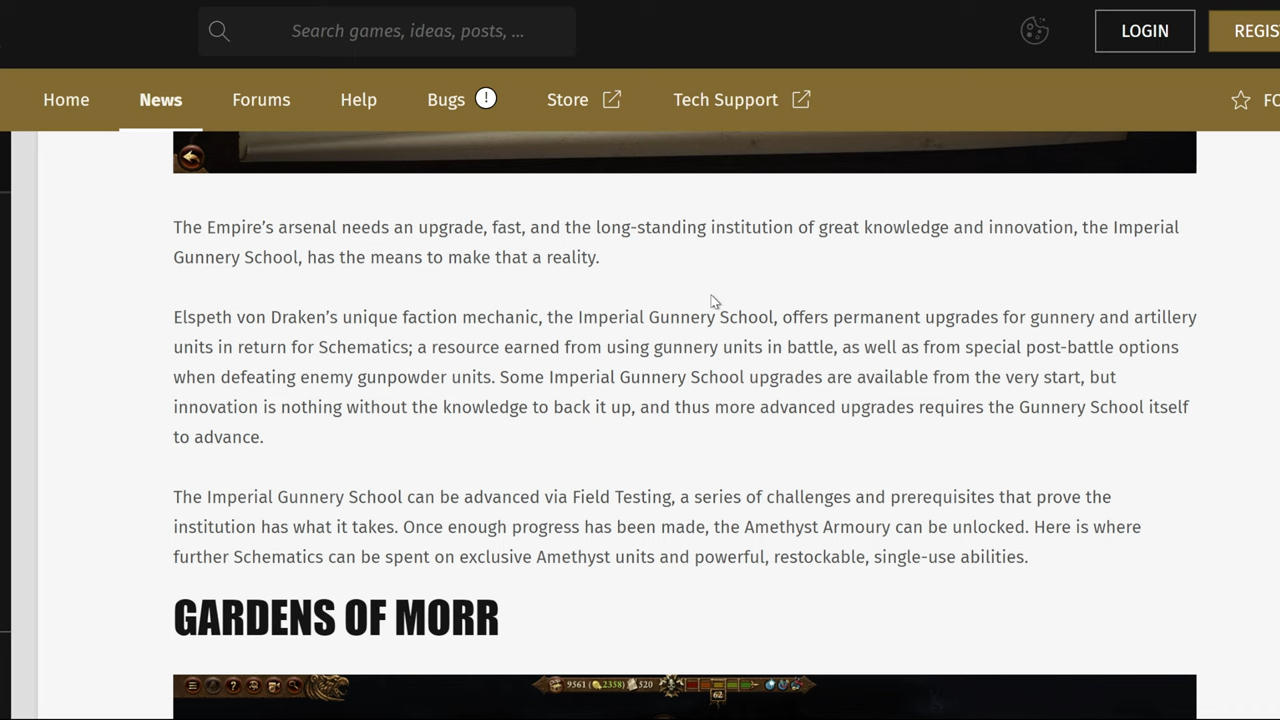 Search games, ideas, posts, ...
LOGIN
REGIS
Home News Forums Help Bugs ! Store Tech Support FO
The Empire’s arsenal needs an upgrade, fast, and the long-standing institution of great knowledge and innovation, the Imperial
Gunnery School, has the means to make that a reality.
Elspeth von Draken’s unique faction mechanic, the Imperial Gunnery School, offers permanent upgrades for gunnery and artillery
units in return for Schematics; a resource earned from using gunnery units in battle, as well as from special post-battle options
when defeating enemy gunpowder units. Some Imperial Gunnery School upgrades are available from the very start, but
innovation is nothing without the knowledge to back it up, and thus more advanced upgrades requires the Gunnery School itself
to advance.
The Imperial Gunnery School can be advanced via Field Testing, a series of challenges and prerequisites that prove the
institution has what it takes. Once enough progress has been made, the Amethyst Armoury can be unlocked. Here is where
further Schematics can be spent on exclusive Amethyst units and powerful, restockable, single-use abilities.
GARDENS OF MORR
? 9561 (2358) 520
62